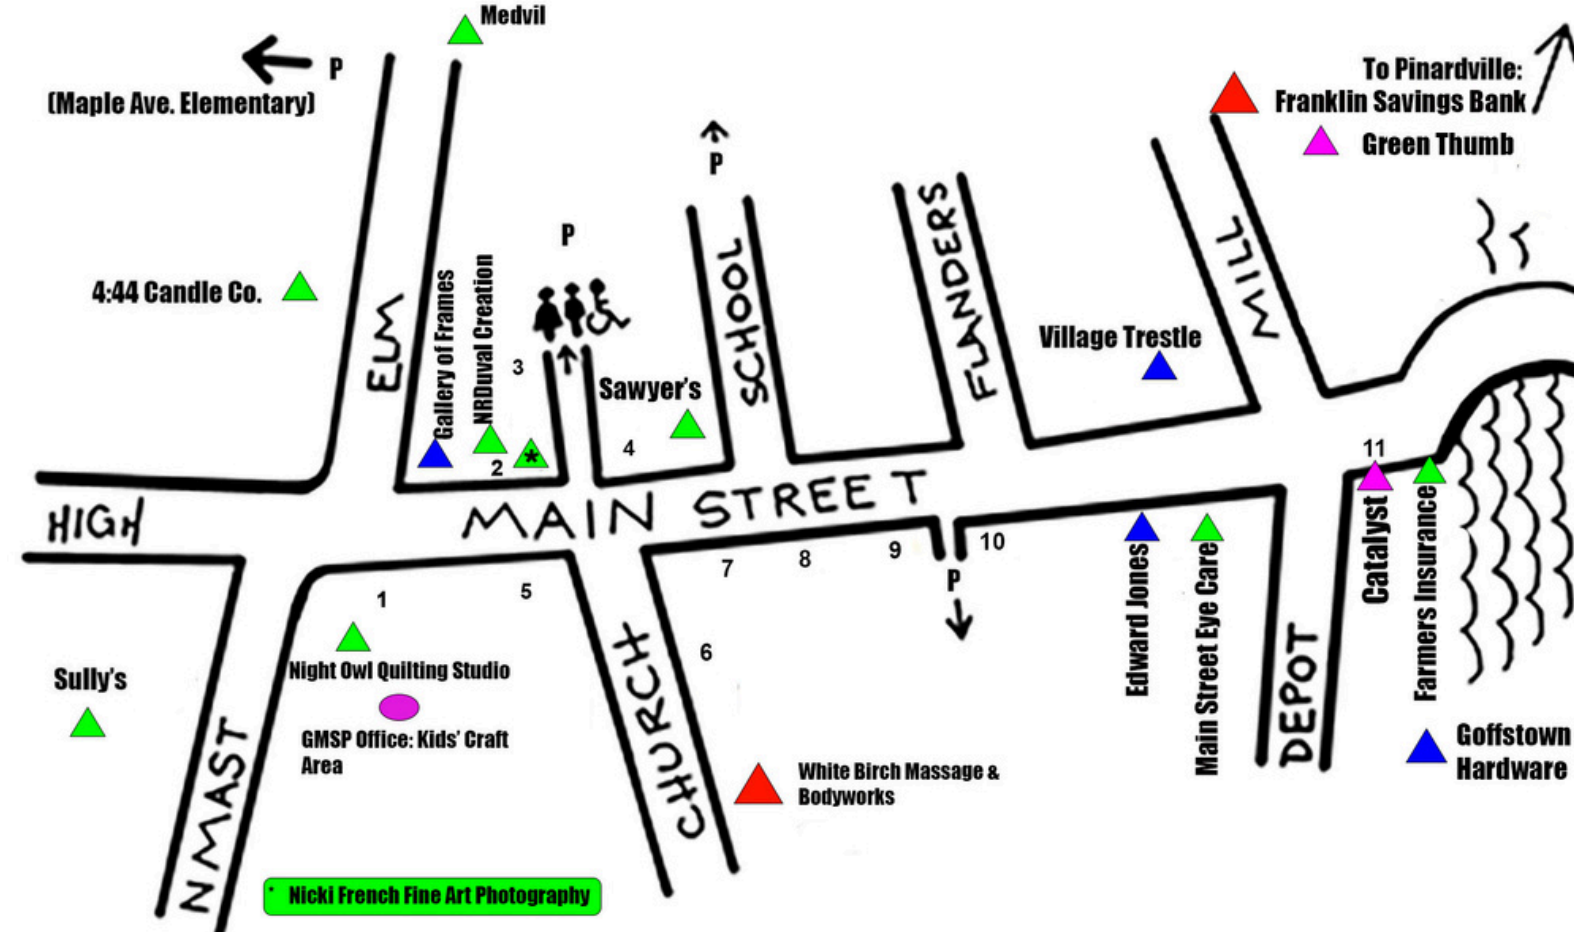 Medvil
P
(Maple Ave. Elementary)
To Pinardville:
Franklin Savings Bank
Green Thumb
P
P
4:44 Candle Co.
ELM
Gallery of Frames
NRDuval Creation
3
SCHOOL
FLANDERS
MILL
Village Trestle
Sawyer's
4
2
*
11
HIGH
MAIN STREET
Catalyst
Farmers Insurance
1
5
7
8
9
10
P
6
Edward Jones
Main Street Eye Care
DEPOT
Night Owl Quilting Studio
Sully's
GMSP Office: Kids' Craft
Area
CHURCH
N MAST
White Birch Massage &
Bodyworks
Goffstown
Hardware
* Nicki French Fine Art Photography